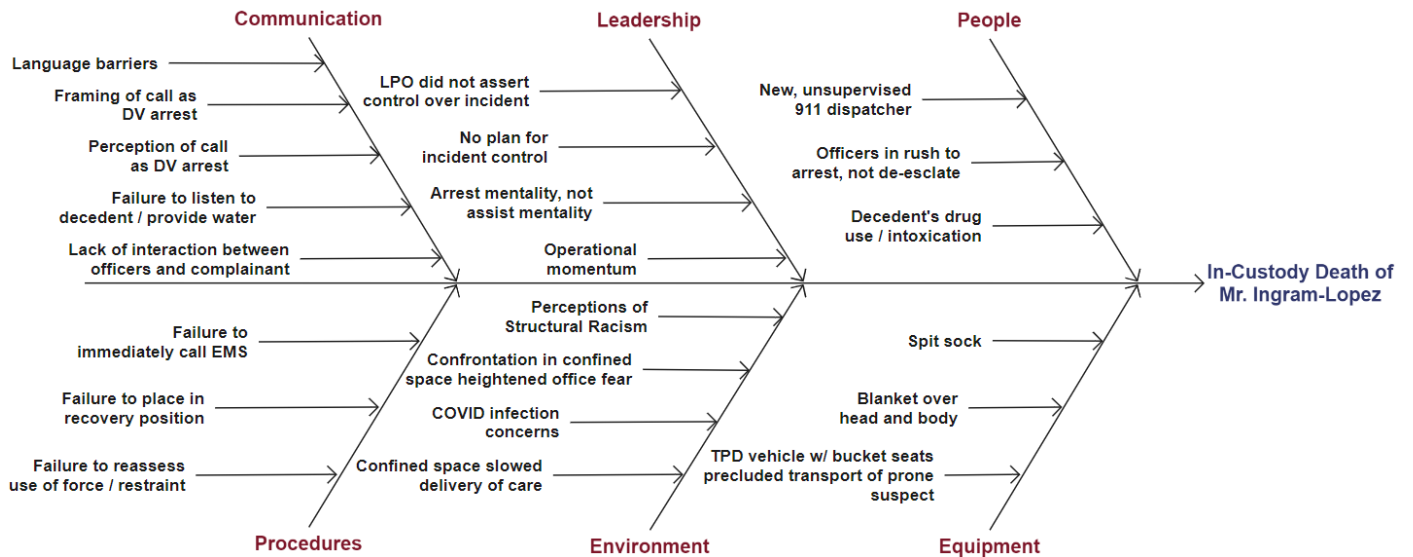 Communication
Language barriers
Framing of call as
DV arrest
Perception of call
as DV arrest
Failure to listen to
decedent / provide water
Lack of interaction between
officers and complainant
Leadership
LPO did not assert
control over incident
No plan for
incident control
Arrest mentality, not
assist mentality
Operational
momentum
People
New, unsupervised
911 dispatcher
Officers in rush to
arrest, not de-esclate
Decedent's drug
use / intoxication
In-Custody Death of
Mr. Ingram-Lopez
Failure to
immediately call EMS
Failure to place in
recovery position
Failure to reassess
use of force / restraint
Procedures
Perceptions of
Structural Racism
Confrontation in confined
space heightened office fear
COVID infection
concerns
Confined space slowed
delivery of care
Environment
Spit sock
Blanket over
head and body
TPD vehicle w/ bucket seats
precluded transport of prone
suspect
Equipment